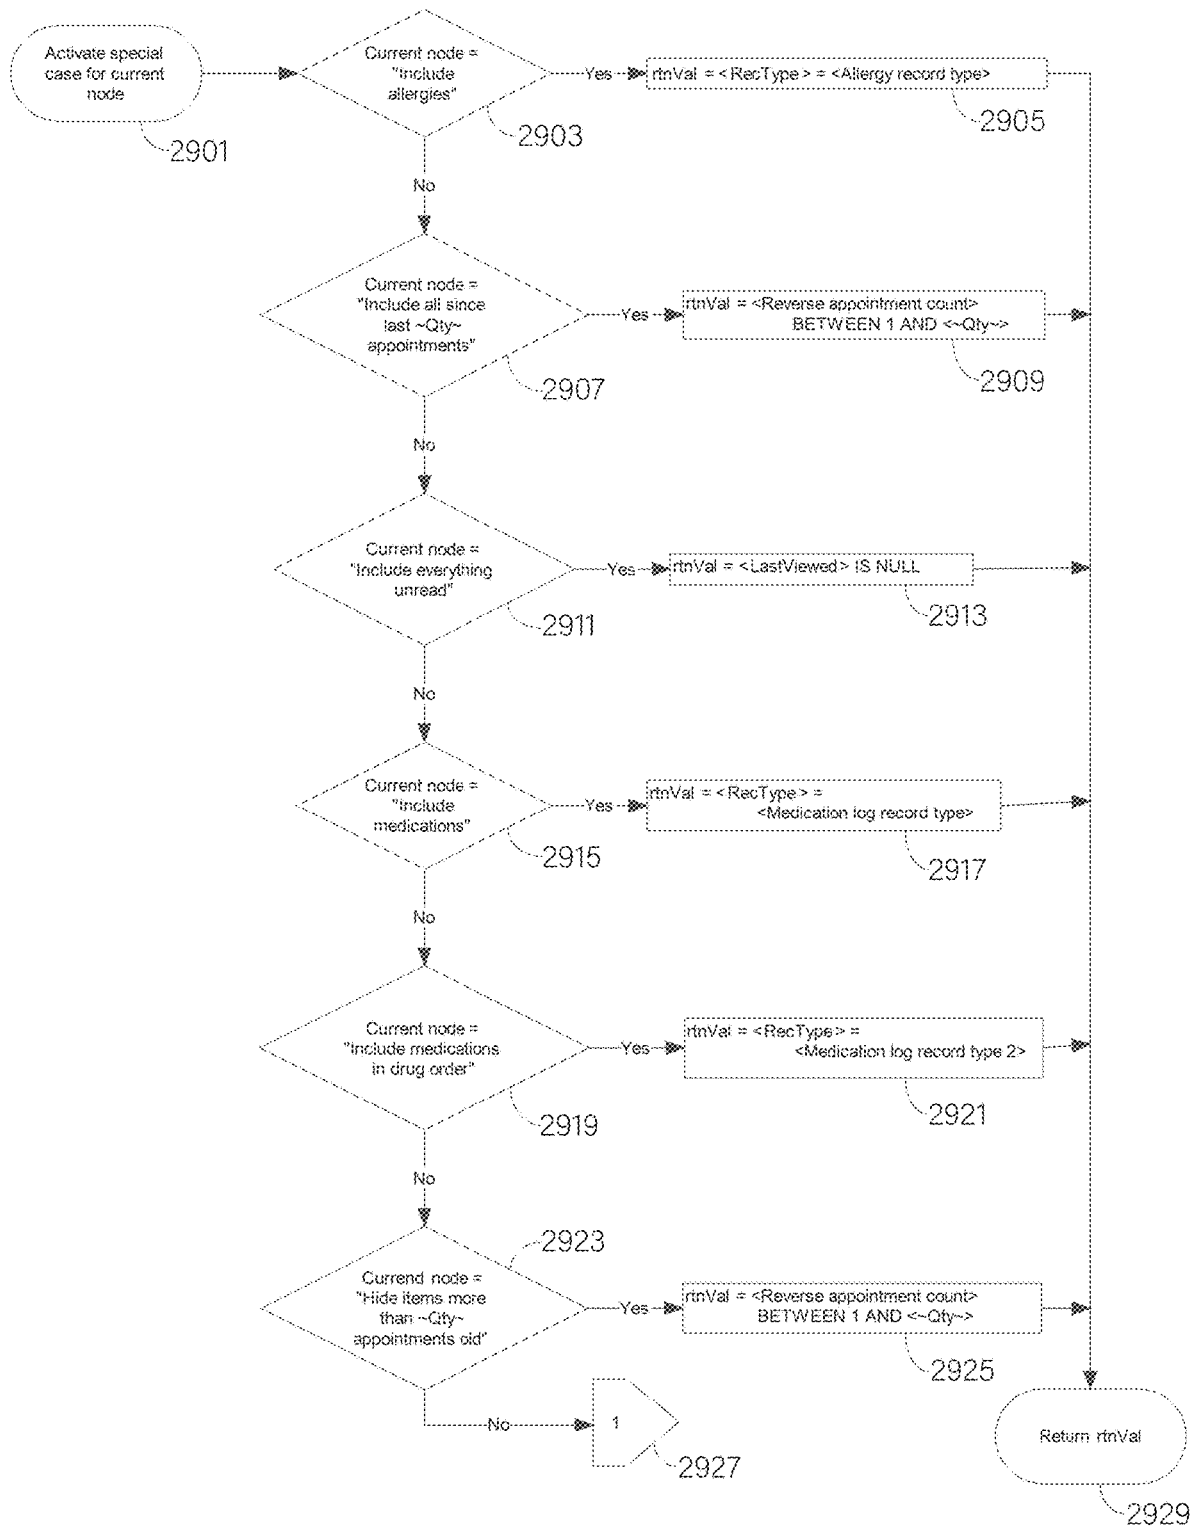 Activate special
case for current
node
2901
Current node =
"Include
allergies"
2903
Yes
rtnVal = <RecType> = <Allergy record type>
2905
No
Current node =
"Include all since
last ~Qty~
appointments"
2907
Yes
rtnVal = <Reverse appointment count>
BETWEEN 1 AND <~Qty~>
2909
No
Current node =
"Include everything
unread"
2911
Yes
rtnVal = <LastViewed> IS NULL
2913
No
Current node =
"Include
medications"
2915
Yes
rtnVal = <RecType> =
<Medication log record type>
2917
No
Current node =
"Include medications
in drug order"
2919
Yes
rtnVal = <RecType> =
<Medication log record type 2>
2921
No
2923
Currend node =
"Hide items more
than ~Qty~
appointments old"
Yes
rtnVal = <Reverse appointment count>
BETWEEN 1 AND <~Qty~>
2925
No
1
2927
Return rtnVal
2929